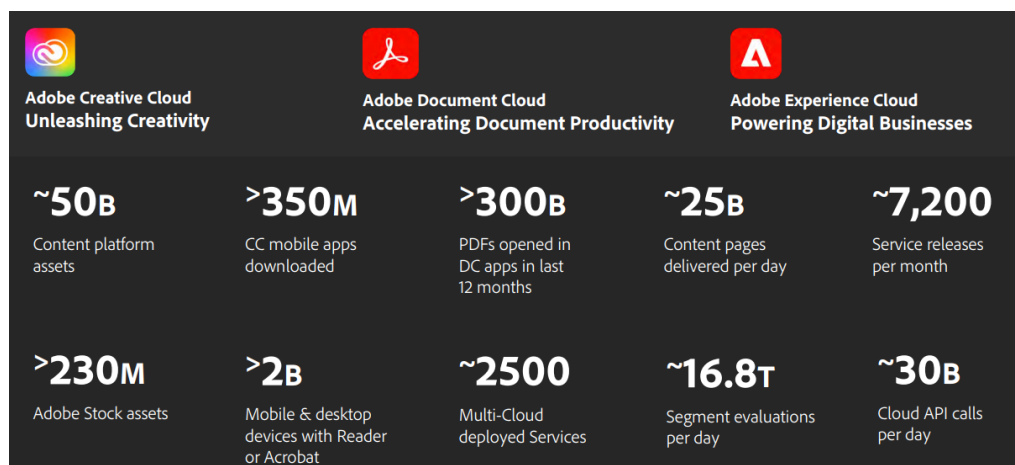 Adobe Creative Cloud
Unleashing Creativity
Adobe Document Cloud
Accelerating Document Productivity
Adobe Experience Cloud
Powering Digital Businesses
~50B
Content platform
assets
>350M
CC mobile apps
downloaded
>300B
PDFs opened in
DC apps in last
12 months
~25B
Content pages
delivered per day
~7,200
Service releases
per month
>230M
Adobe Stock assets
>2B
Mobile & desktop
devices with Reader
or Acrobat
~2500
Multi-Cloud
deployed Services
~16.8T
Segment evaluations
per day
~30B
Cloud API calls
per day